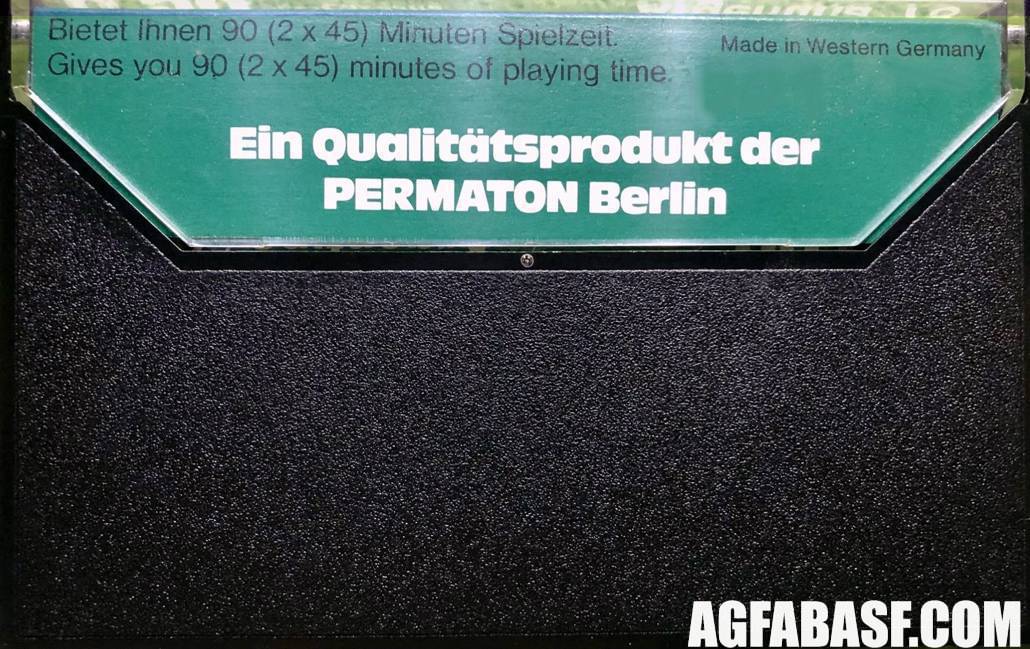 Bietet Ihnen 90 (2 x 45) Minuten Spielzeit.
Made in Western Germany
Gives you 90 (2 x 45) minutes of playing time.
Ein Qualitätsprodukt der
PERMATON Berlin
AGFABASF.COM